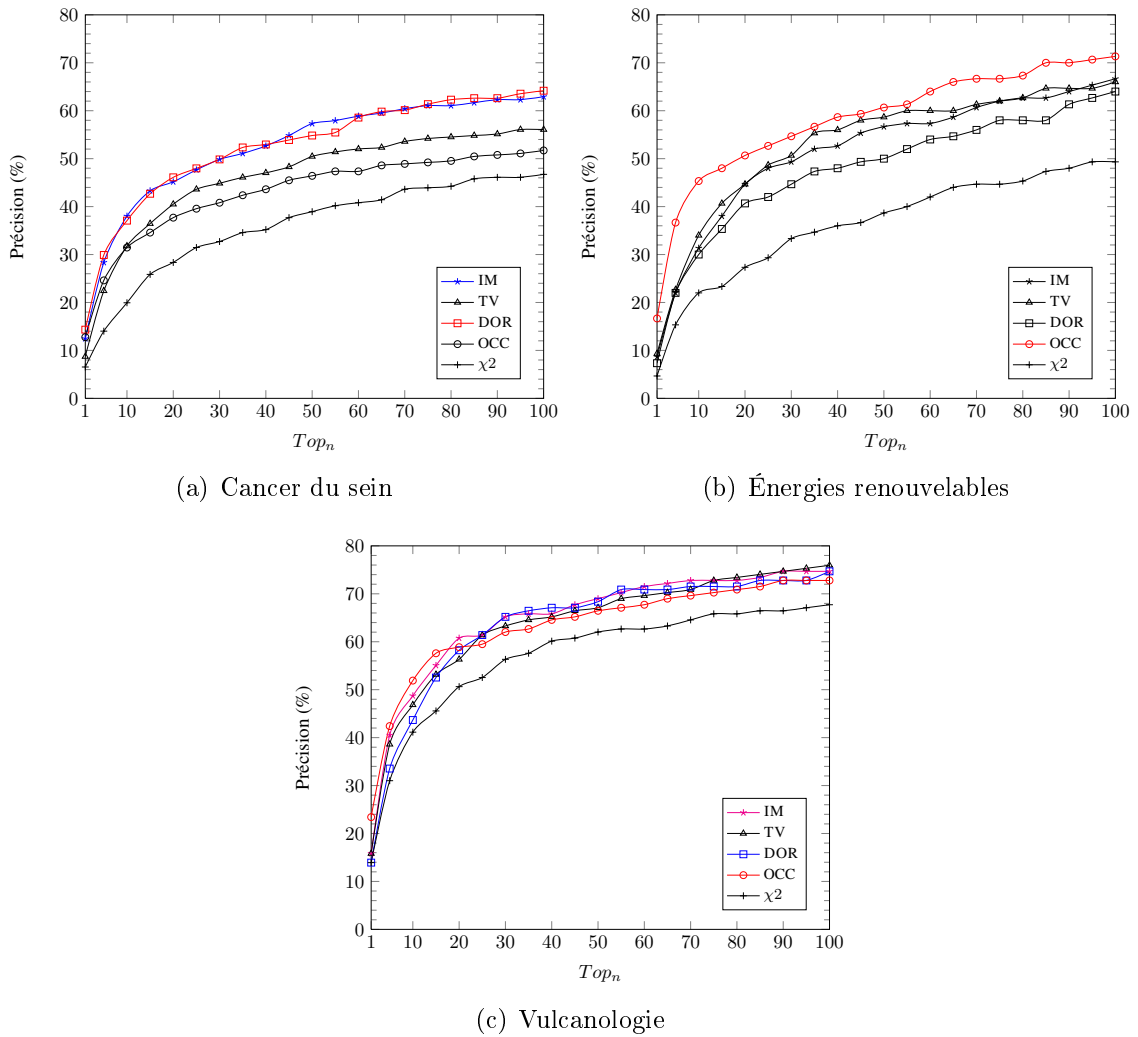 80
70
60
50
40
30
20
10
0
Précision (%)
1 10 20 30 40 50 60 70 80 90 100
Top_n
IM
TV
DOR
OCC
χ2
(a) Cancer du sein
80
70
60
50
40
30
20
10
0
Précision (%)
1 10 20 30 40 50 60 70 80 90 100
Top_n
IM
TV
DOR
OCC
χ2
(b) Énergies renouvelables
80
70
60
50
40
30
20
10
0
Précision (%)
1 10 20 30 40 50 60 70 80 90 100
Top_n
IM
TV
DOR
OCC
χ2
(c) Vulcanologie